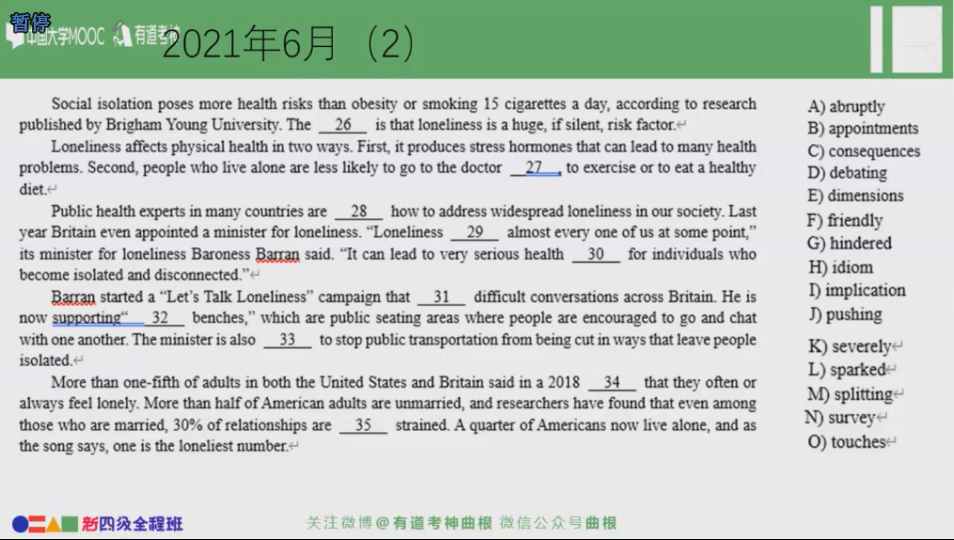 暂停
中国大学MOOC 有道考神
2021年6月（2）
Social isolation poses more health risks than obesity or smoking 15 cigarettes a day, according to research
published by Brigham Young University. The 26 is that loneliness is a huge, if silent, risk factor.
Loneliness affects physical health in two ways. First, it produces stress hormones that can lead to many health
problems. Second, people who live alone are less likely to go to the doctor 27 , to exercise or to eat a healthy
diet.
Public health experts in many countries are 28 how to address widespread loneliness in our society. Last
year Britain even appointed a minister for loneliness. “Loneliness 29 almost every one of us at some point,”
its minister for loneliness Baroness Barran said. “It can lead to very serious health 30 for individuals who
become isolated and disconnected.”
Barran started a “Let’s Talk Loneliness” campaign that 31 difficult conversations across Britain. He is
now supporting“ 32 benches,” which are public seating areas where people are encouraged to go and chat
with one another. The minister is also 33 to stop public transportation from being cut in ways that leave people
isolated.
More than one-fifth of adults in both the United States and Britain said in a 2018 34 that they often or
always feel lonely. More than half of American adults are unmarried, and researchers have found that even among
those who are married, 30% of relationships are 35 strained. A quarter of Americans now live alone, and as
the song says, one is the loneliest number.
A) abruptly
B) appointments
C) consequences
D) debating
E) dimensions
F) friendly
G) hindered
H) idiom
I) implication
J) pushing
K) severely
L) sparked
M) splitting
N) survey
O) touches
新四级全程班
关注微博@有道考神曲根 微信公众号曲根